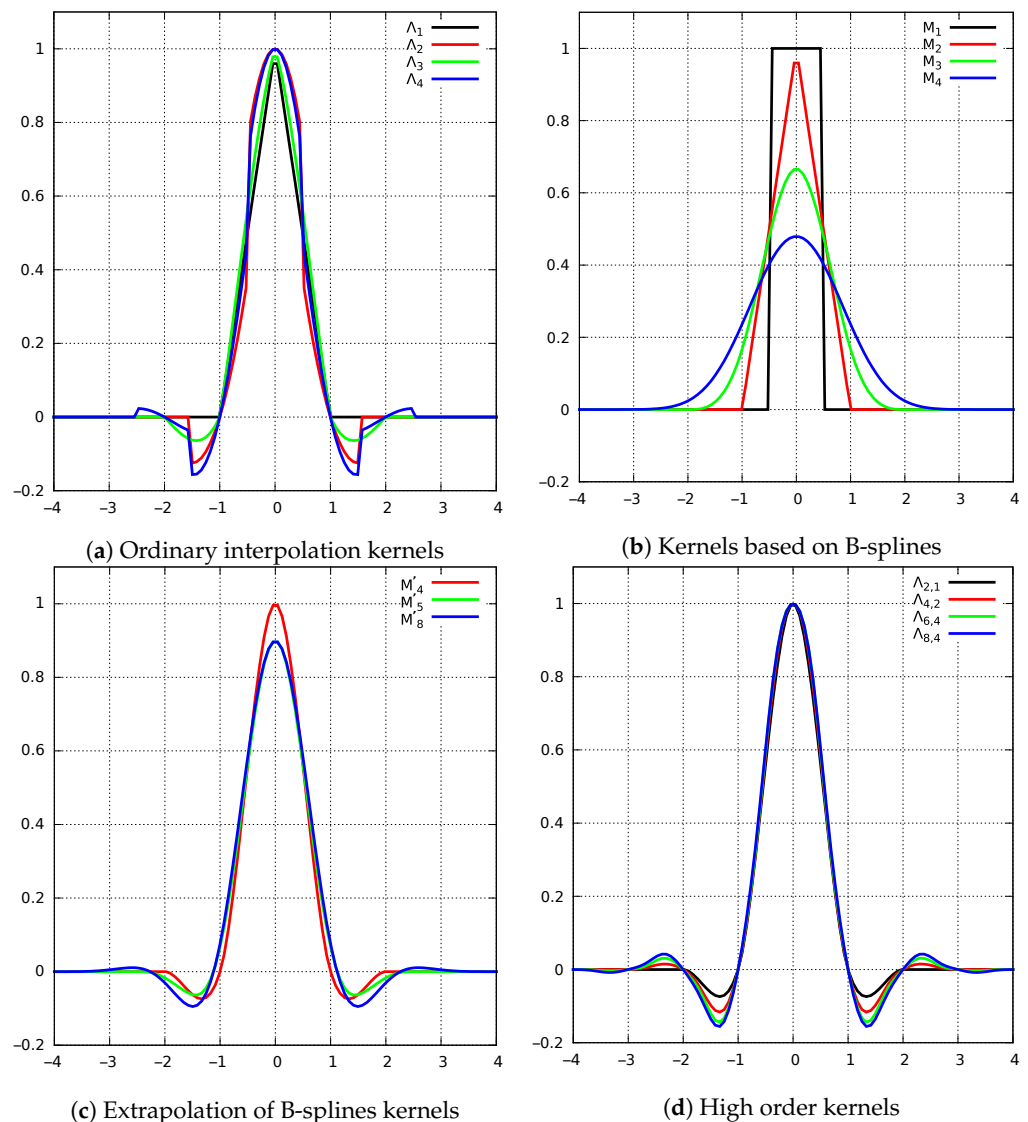 Λ1
Λ2
Λ3
Λ4
1
0.8
0.6
0.4
0.2
0
−0.2
−4 −3 −2 −1 0 1 2 3 4
(a) Ordinary interpolation kernels
M1
M2
M3
M4
1
0.8
0.6
0.4
0.2
0
−0.2
−4 −3 −2 −1 0 1 2 3 4
(b) Kernels based on B-splines
M'4
M'5
M'8
1
0.8
0.6
0.4
0.2
0
−0.2
−4 −3 −2 −1 0 1 2 3 4
(c) Extrapolation of B-splines kernels
Λ2,1
Λ4,2
Λ6,4
Λ8,4
1
0.8
0.6
0.4
0.2
0
−0.2
−4 −3 −2 −1 0 1 2 3 4
(d) High order kernels